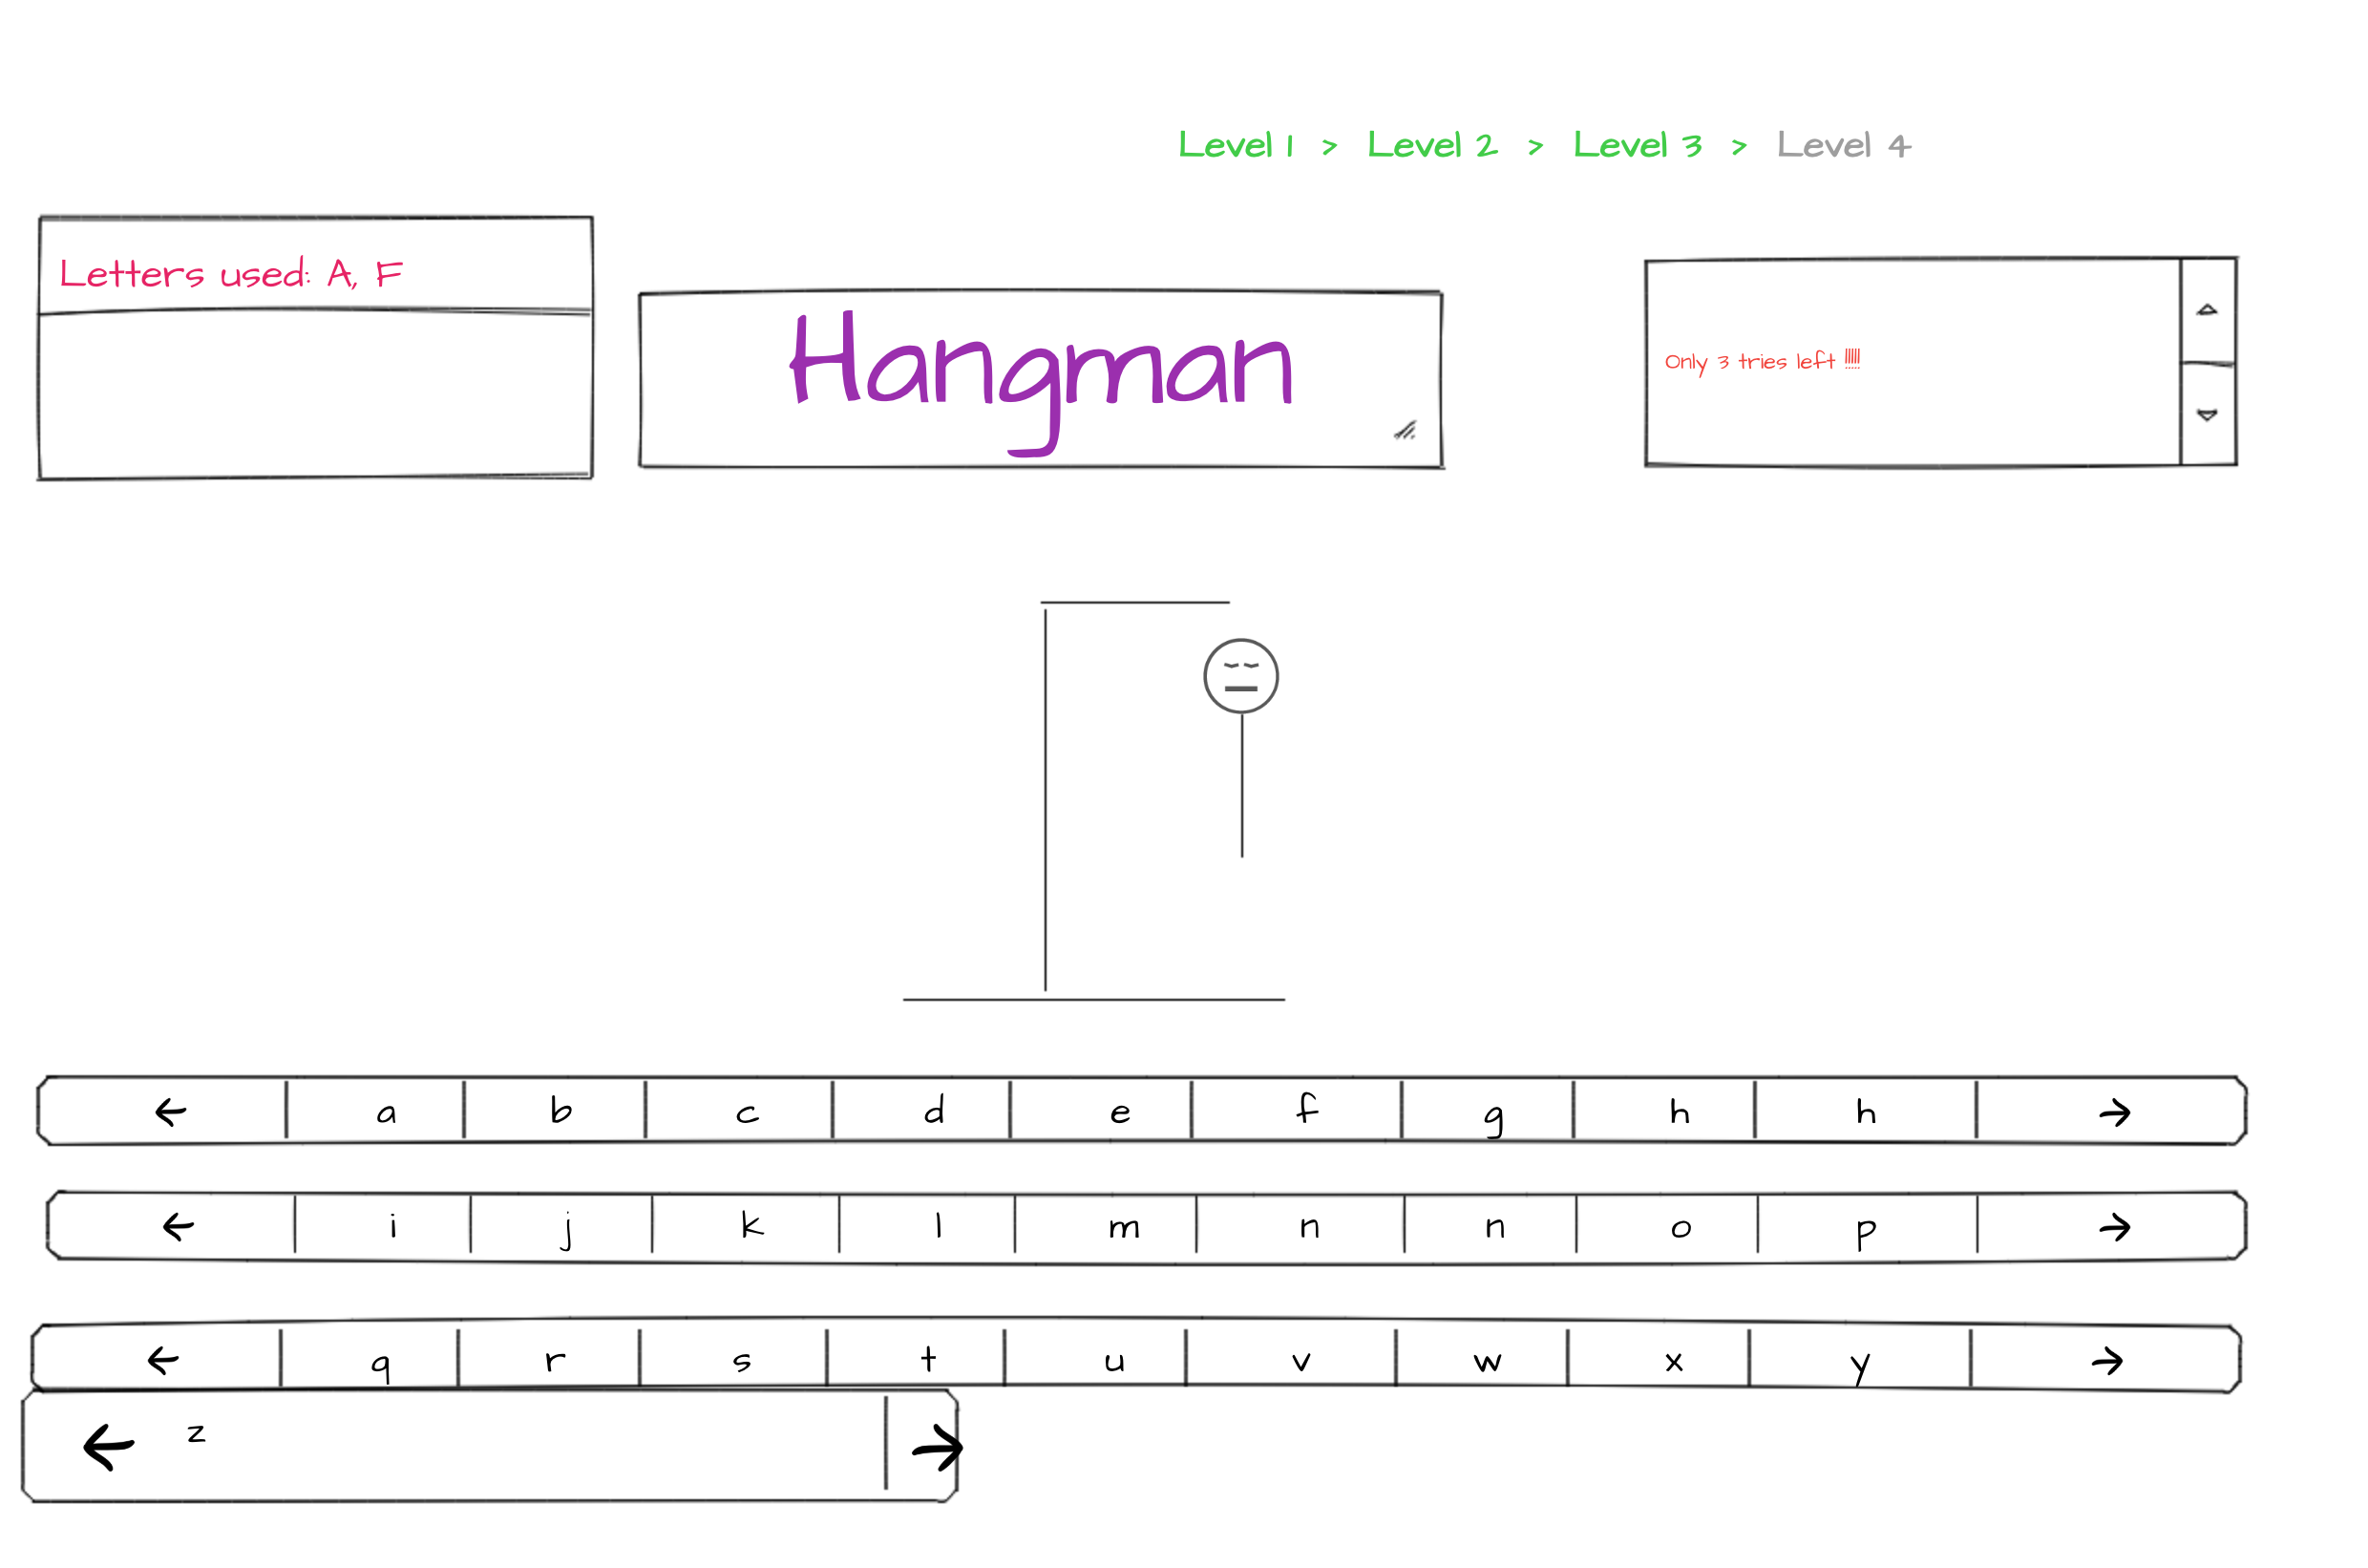 Level 1 > Level 2 > Level 3 > Level 4
Letters used: A, F
Hangman
Only 3 tries left !!!!!
a b c d e f g h h
i j k l m n n o p
q r s t u v w x y
z